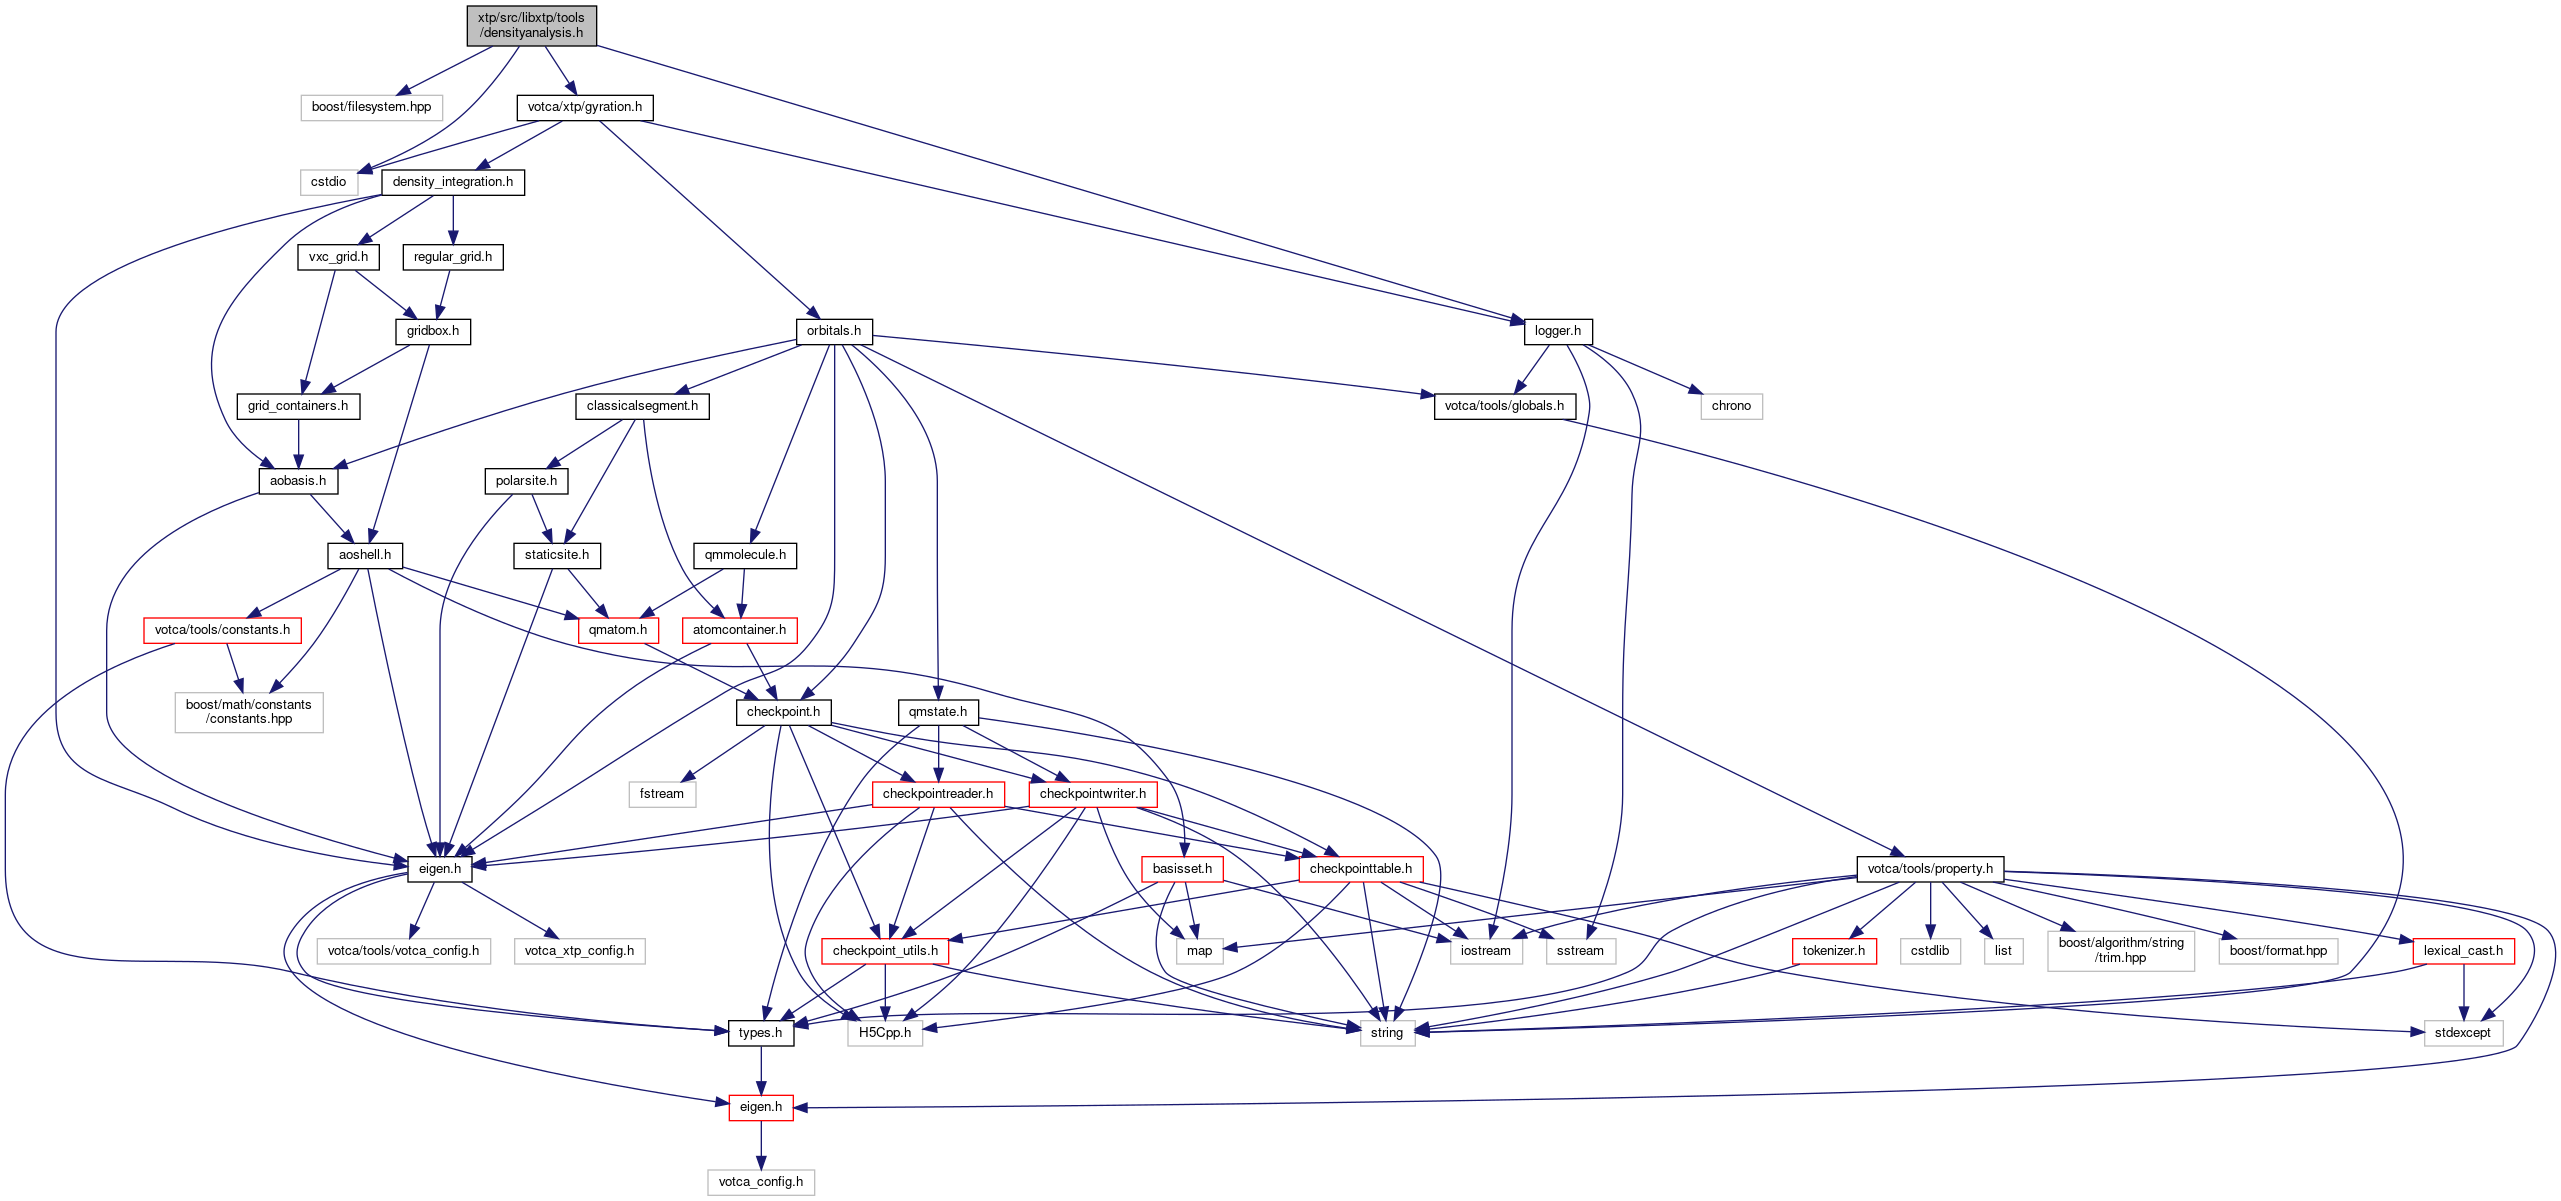 xtp/src/libxtp/tools
/densityanalysis.h
boost/filesystem.hpp
votca/xtp/gyration.h
cstdio
density_integration.h
vxc_grid.h
regular_grid.h
gridbox.h
orbitals.h
logger.h
grid_containers.h
classicalsegment.h
votca/tools/globals.h
chrono
aobasis.h
polarsite.h
aoshell.h
staticsite.h
qmmolecule.h
votca/tools/constants.h
qmatom.h
atomcontainer.h
boost/math/constants
/constants.hpp
checkpoint.h
qmstate.h
fstream
checkpointreader.h
checkpointwriter.h
eigen.h
basisset.h
checkpointtable.h
votca/tools/property.h
votca/tools/votca_config.h
votca_xtp_config.h
checkpoint_utils.h
map
iostream
sstream
tokenizer.h
cstdlib
list
boost/algorithm/string
/trim.hpp
boost/format.hpp
lexical_cast.h
types.h
H5Cpp.h
string
stdexcept
eigen.h
votca_config.h